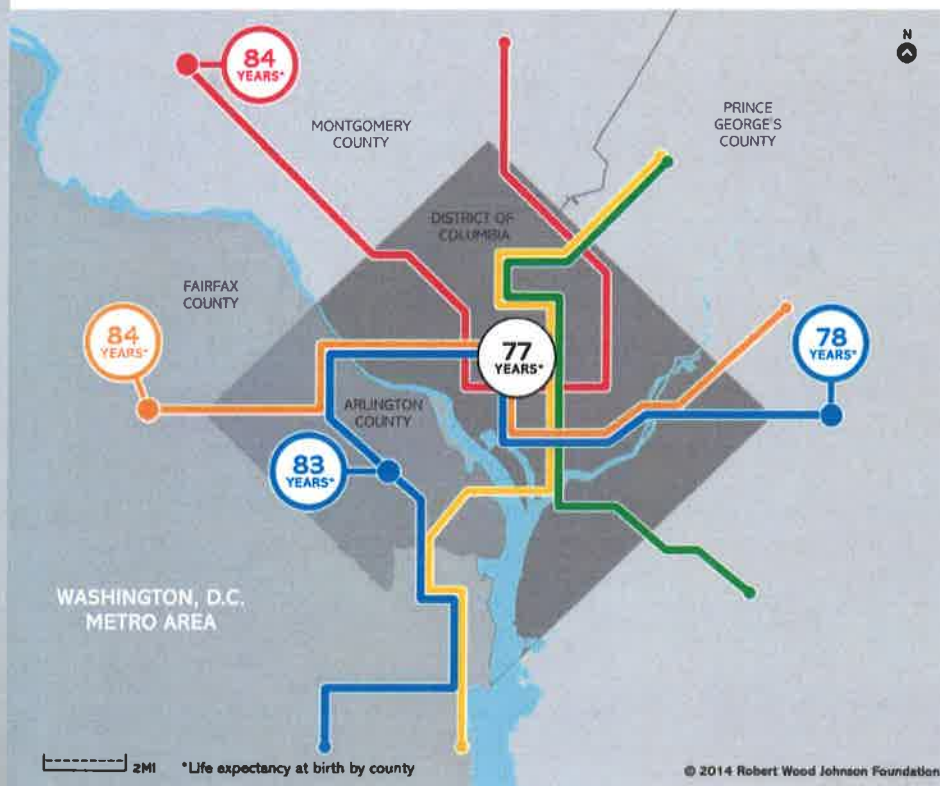 N
84
YEARS*
MONTGOMERY
COUNTY
PRINCE
GEORGE'S
COUNTY
DISTRICT OF
COLUMBIA
FAIRFAX
COUNTY
84
YEARS*
77
YEARS*
78
YEARS*
ARLINGTON
COUNTY
83
YEARS*
WASHINGTON, D.C.
METRO AREA
2MI
*Life expectancy at birth by county
© 2014 Robert Wood Johnson Foundation